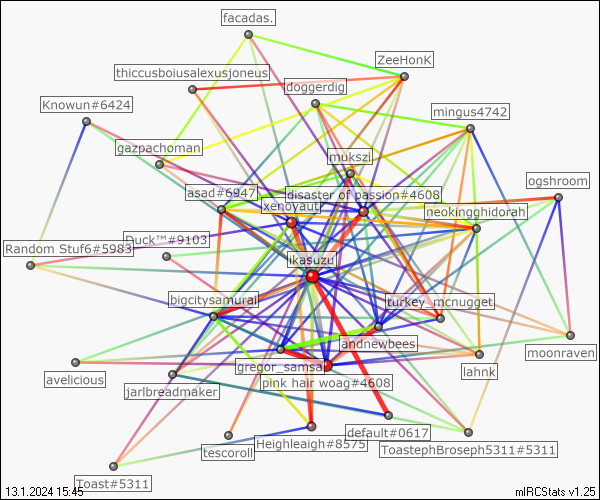 facadas.
ZeeHonK
thiccusboiusalexusjoneus
doggerdig
Knowun#6424
mingus4742
gazpachoman
mukszi
ogshroom
asad#6947
disaster of passion#4608
xenoyaut
neokingghidorah
Duck™#9103
Random Stuf6#5983
ikasuzu
bigcitysamurai
turkey_mcnugget
andnewbees
moonraven
gregor_samsa
lahnk
avelicious
pink hair woag#4608
jarlbreadmaker
default#0617
Heighleaigh#8575
ToastephBroseph5311#5311
tescoroll
Toast#5311
13.1.2024 15:45
mIRCStats v1.25